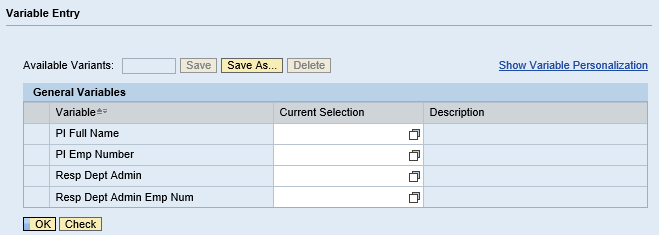 Variable Entry
Available Variants: Save Save As... Delete Show Variable Personalization
General Variables
Variable Current Selection Description
PI Full Name
PI Emp Number
Resp Dept Admin
Resp Dept Admin Emp Num
OK Check